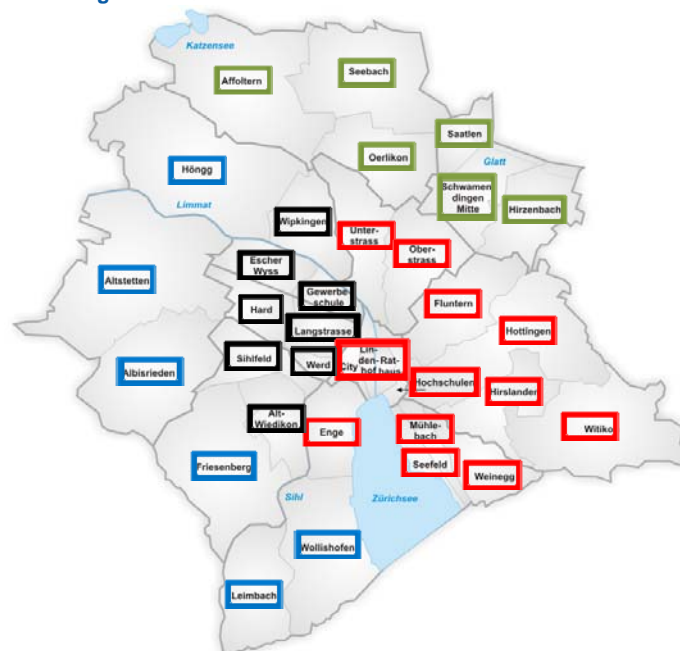 Katzensee
Seebach
Affoltern
Saatlen
Oerlikon
Glatt
Höngg
Schwamen
dingen
Mitte
Hirzenbach
Limmat
Wipkingen
Unter-
strass
Ober-
strass
Escher
Wyss
Altstetten
Gewerbe-
schule
Fluntern
Hard
Hottingen
Langstrasse
Sihlfeld
Werd
City
Lin-
den-
hof
Rat-
haus
Albisrieden
Hochschulen
Hirslander
Alt-
Wiedikon
Enge
Mühle-
bach
Witiko
Friesenberg
Seefeld
Weinegg
Sihl
Zürichsee
Wollishofen
Leimbach